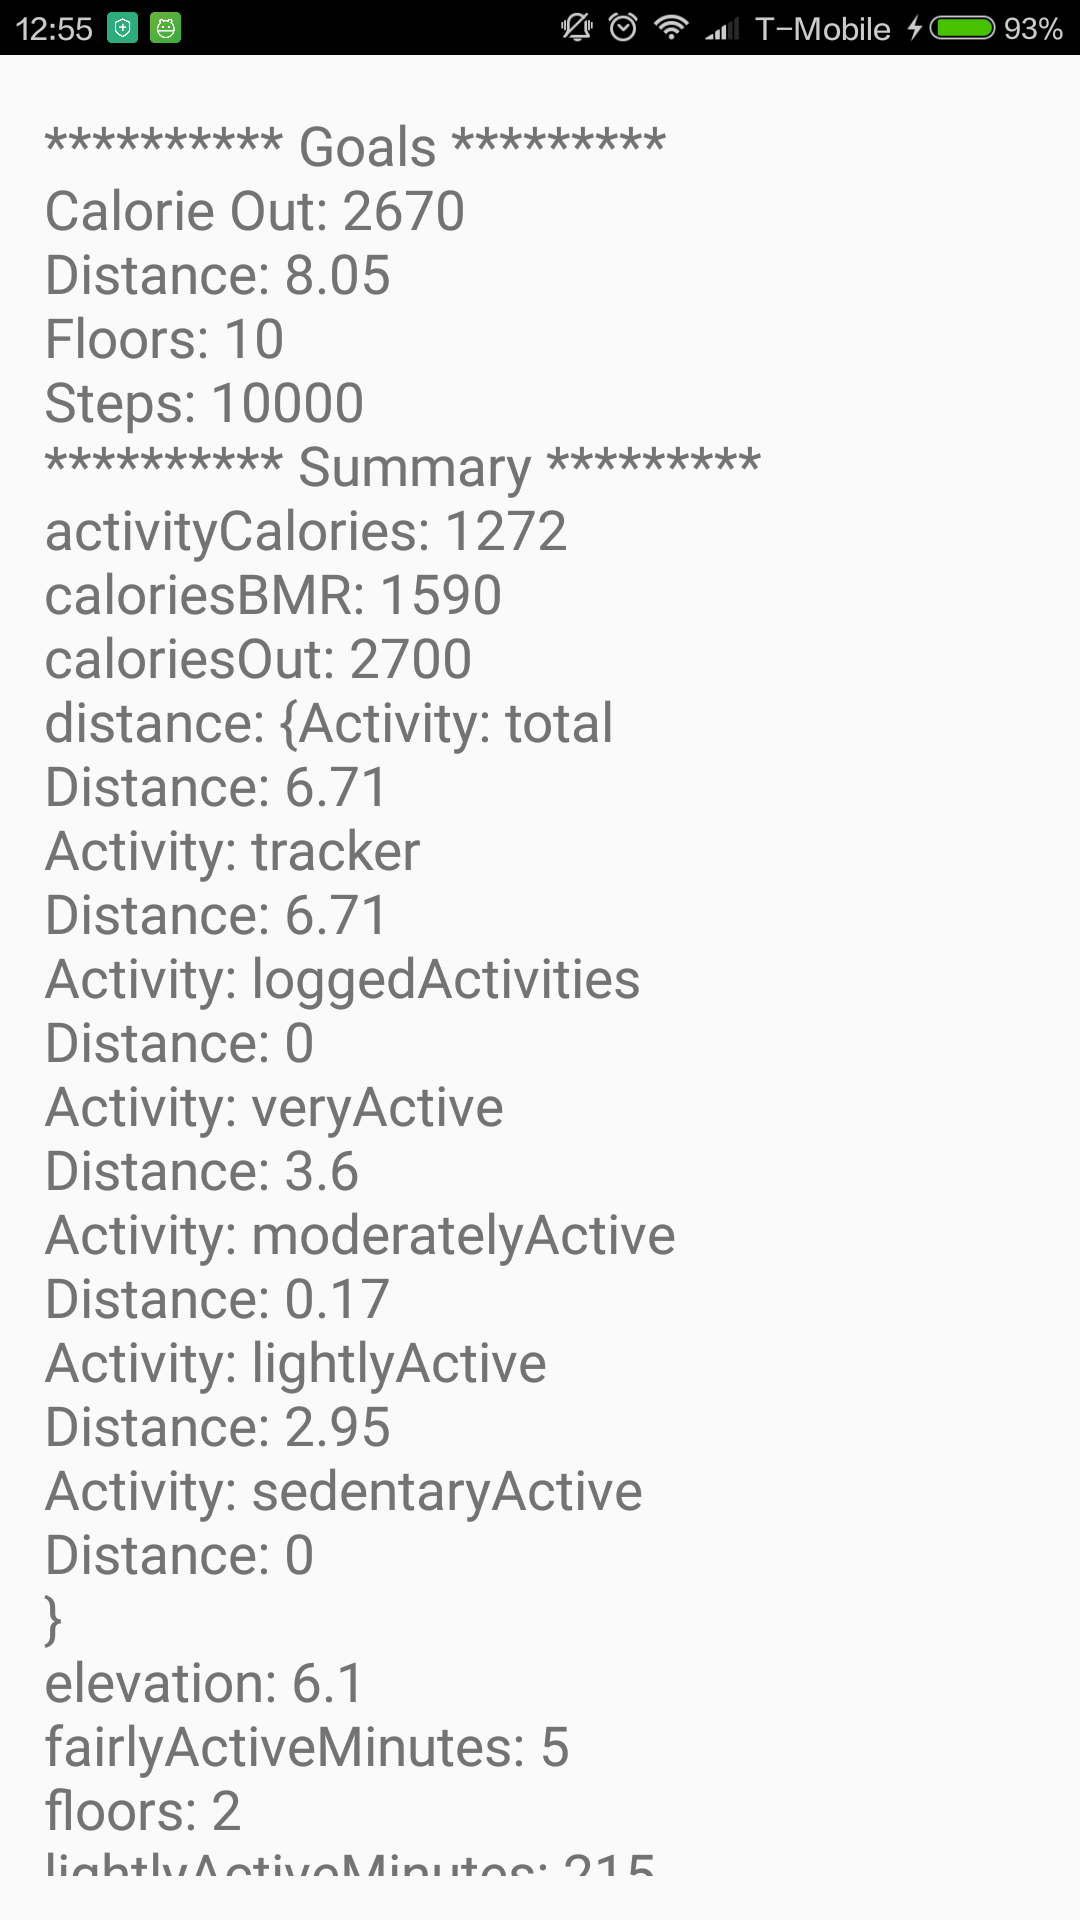 12:55 T-Mobile 93%
********** Goals *********
Calorie Out: 2670
Distance: 8.05
Floors: 10
Steps: 10000
********** Summary *********
activityCalories: 1272
caloriesBMR: 1590
caloriesOut: 2700
distance: {Activity: total
Distance: 6.71
Activity: tracker
Distance: 6.71
Activity: loggedActivities
Distance: 0
Activity: veryActive
Distance: 3.6
Activity: moderatelyActive
Distance: 0.17
Activity: lightlyActive
Distance: 2.95
Activity: sedentaryActive
Distance: 0
}
elevation: 6.1
fairlyActiveMinutes: 5
floors: 2
lightlyActiveMinutes: 215